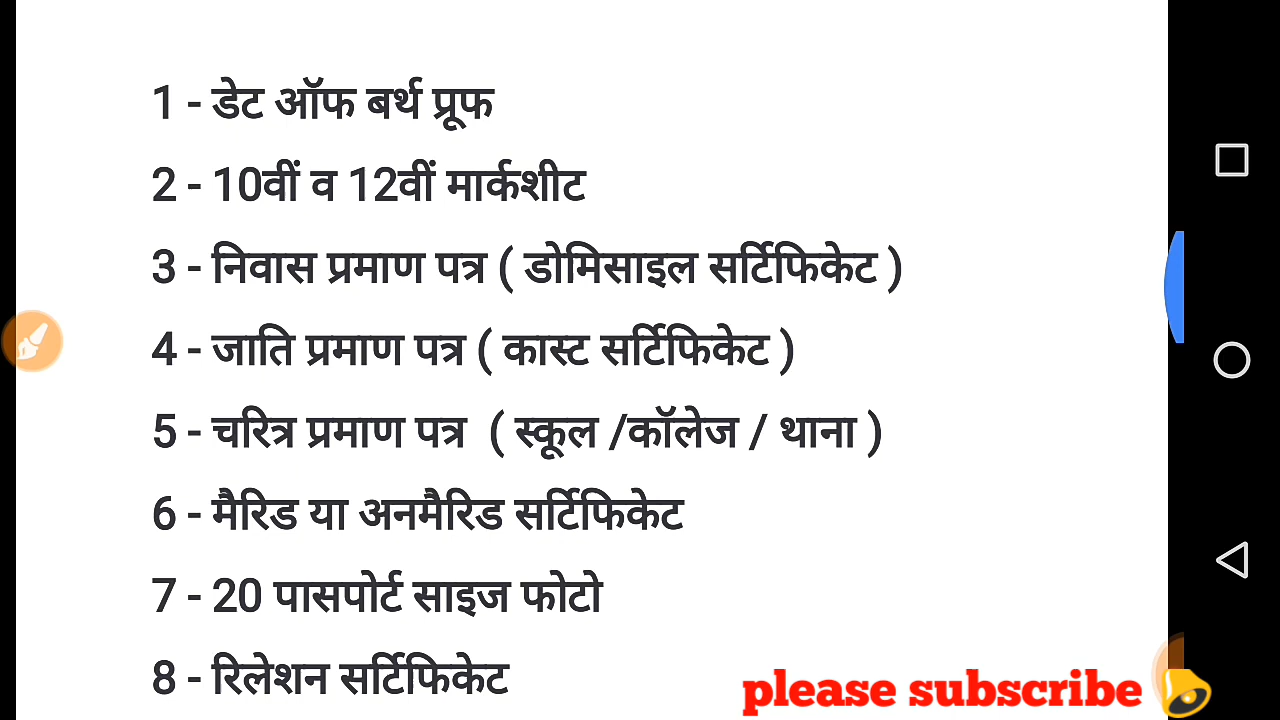 1 - डेट ऑफ बर्थ प्रूफ
2 - 10वीं व 12वीं मार्कशीट
3 - निवास प्रमाण पत्र ( डोमिसाइल सर्टिफिकेट )
4 - जाति प्रमाण पत्र ( कास्ट सर्टिफिकेट )
5 - चरित्र प्रमाण पत्र  ( स्कूल /कॉलेज / थाना )
6 - मैरिड या अनमैरिड सर्टिफिकेट
7 - 20 पासपोर्ट साइज फोटो
8 - रिलेशन सर्टिफिकेट
please subscribe